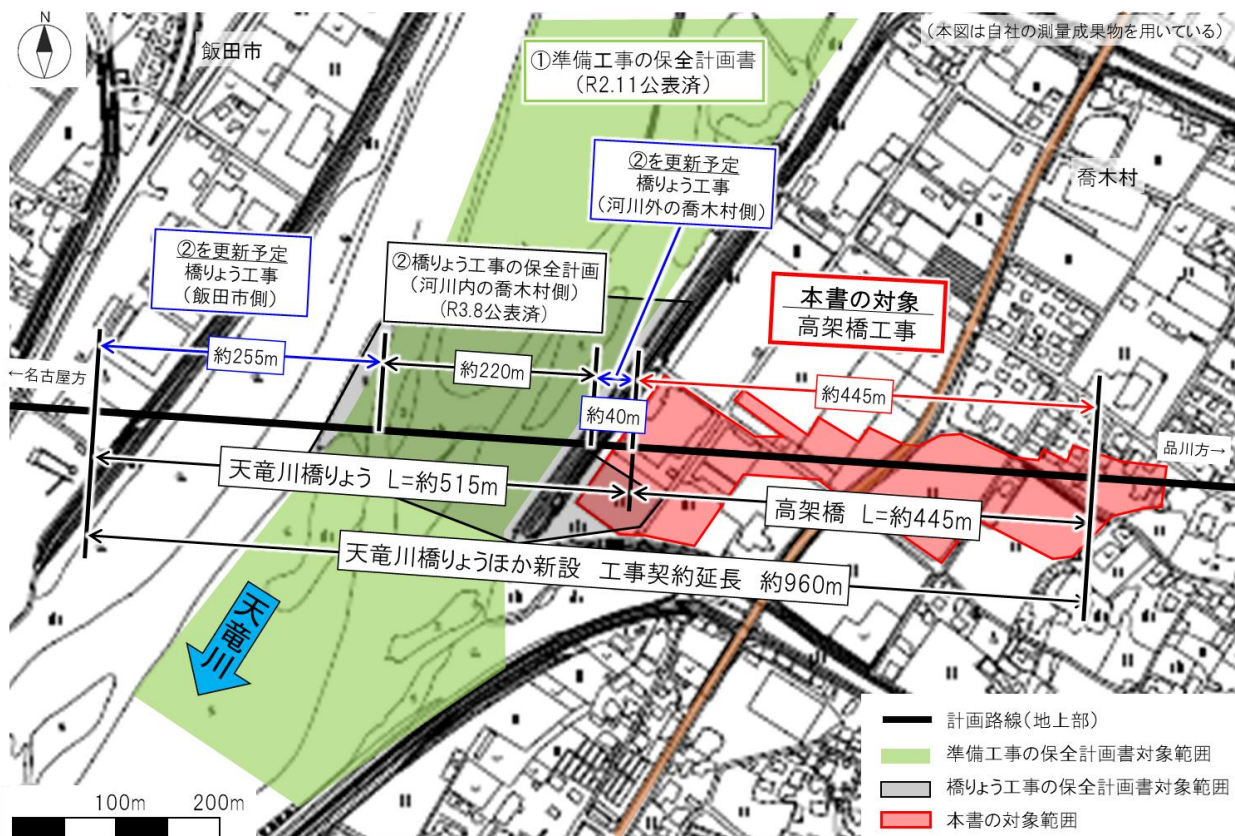 N
飯田市
(本図は自社の測量成果物を用いている)
①準備工事の保全計画書
(R2.11公表済)
②を更新予定
橋りょう工事
(河川外の喬木村側)
喬木村
②を更新予定
橋りょう工事
(飯田市側)
②橋りょう工事の保全計画
(河川内の喬木村側)
(R3.8公表済)
本書の対象
高架橋工事
←名古屋方
約255m
約220m
約40m
約445m
品川方→
天竜川橋りょう L=約515m
高架橋 L=約445m
天竜川橋りょうほか新設 工事契約延長 約960m
天竜川
計画路線(地上部)
準備工事の保全計画書対象範囲
橋りょう工事の保全計画書対象範囲
本書の対象範囲
100m 200m